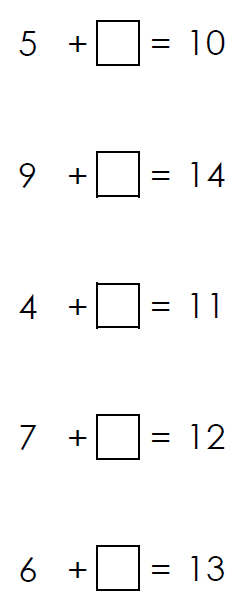 5 + □ = 10
9 + □ = 14
4 + □ = 11
7 + □ = 12
6 + □ = 13